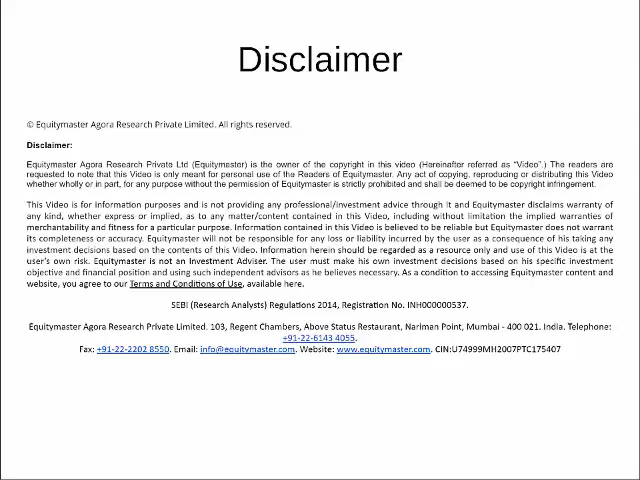 Disclaimer
© Equitymaster Agora Research Private Limited. All rights reserved.
Disclaimer:
Equitymaster Agora Research Private Ltd (Equitymaster) is the owner of the copyright in this video (Hereinafter referred as “Video”.) The readers are
requested to note that this Video is only meant for personal use of the Readers of Equitymaster. Any act of copying, reproducing or distributing this Video
whether wholly or in part, for any purpose without the permission of Equitymaster is strictly prohibited and shall be deemed to be copyright infringement.
This Video is for information purposes and is not providing any professional/investment advice through It and Equitymaster disclaims warranty of
any kind, whether express or implied, as to any matter/content contained in this Video, including without limitation the implied warranties of
merchantability and fitness for a particular purpose. Information contained in this Video is believed to be reliable but Equitymaster does not warrant
its completeness or accuracy. Equitymaster will not be responsible for any loss or liability incurred by the user as a consequence of his taking any
investment decisions based on the contents of this Video. Information herein should be regarded as a resource only and use of this Video is at the
user’s own risk. Equitymaster is not an Investment Adviser. The user must make his own investment decisions based on his specific investment
objective and financial position and using such independent advisors as he believes necessary. As a condition to accessing Equitymaster content and
website, you agree to our Terms and Conditions of Use, available here.
SEBI (Research Analysts) Regulations 2014, Registration No. INH000000537.
Equitymaster Agora Research Private Limited. 103, Regent Chambers, Above Status Restaurant, Nariman Point, Mumbai - 400 021. India. Telephone:
+91-22-6143 4055.
Fax: +91-22-2202 8550. Email: info@equitymaster.com. Website: www.equitymaster.com. CIN:U74999MH2007PTC175407